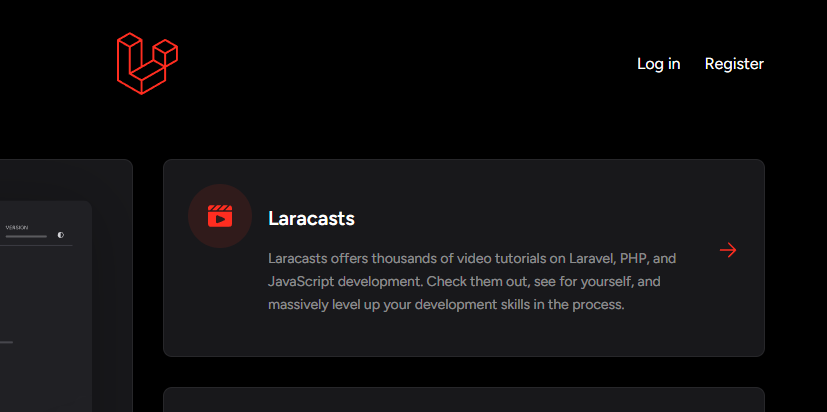 Log in Register
VERSION
Laracasts
Laracasts offers thousands of video tutorials on Laravel, PHP, and
JavaScript development. Check them out, see for yourself, and
massively level up your development skills in the process.